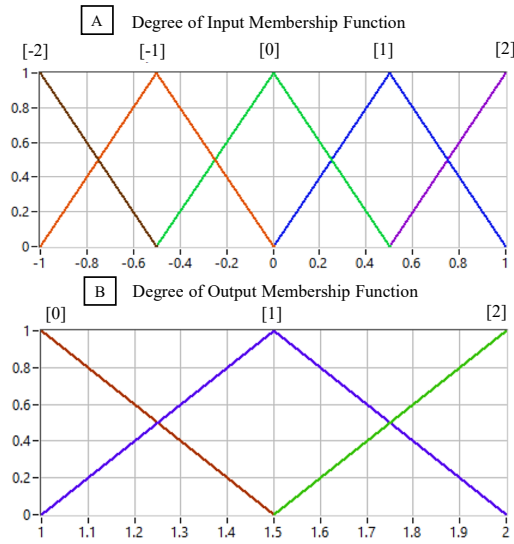 A Degree of Input Membership Function
[-2] [-1] [0] [1] [2]
1
0.8
0.6
0.4
0.2
0
-1 -0.8 -0.6 -0.4 -0.2 0 0.2 0.4 0.6 0.8 1
B Degree of Output Membership Function
[0] [1] [2]
1
0.8
0.6
0.4
0.2
0
1 1.1 1.2 1.3 1.4 1.5 1.6 1.7 1.8 1.9 2